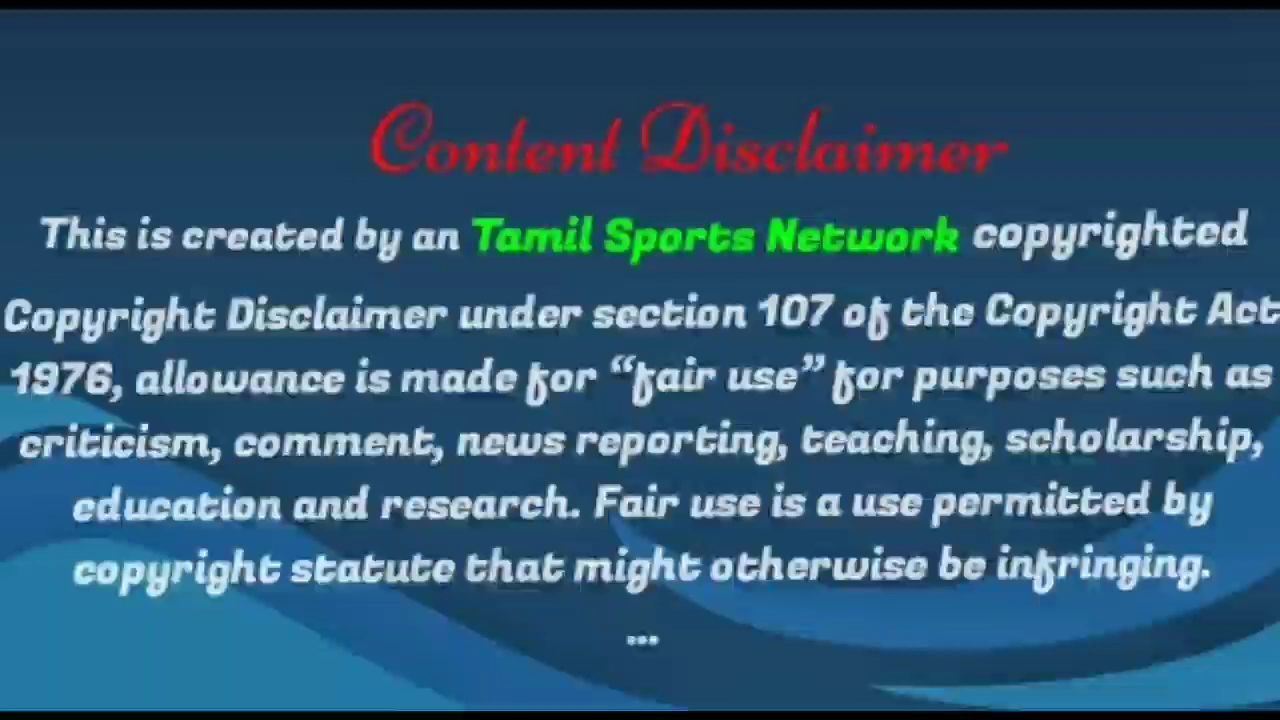 Content Disclaimer
This is created by an Tamil Sports Network copyrighted
Copyright Disclaimer under section 107 of the Copyright Act
1976, allowance is made for “fair use” for purposes such as
criticism, comment, news reporting, teaching, scholarship,
education and research. Fair use is a use permitted by
copyright statute that might otherwise be infringing.
...